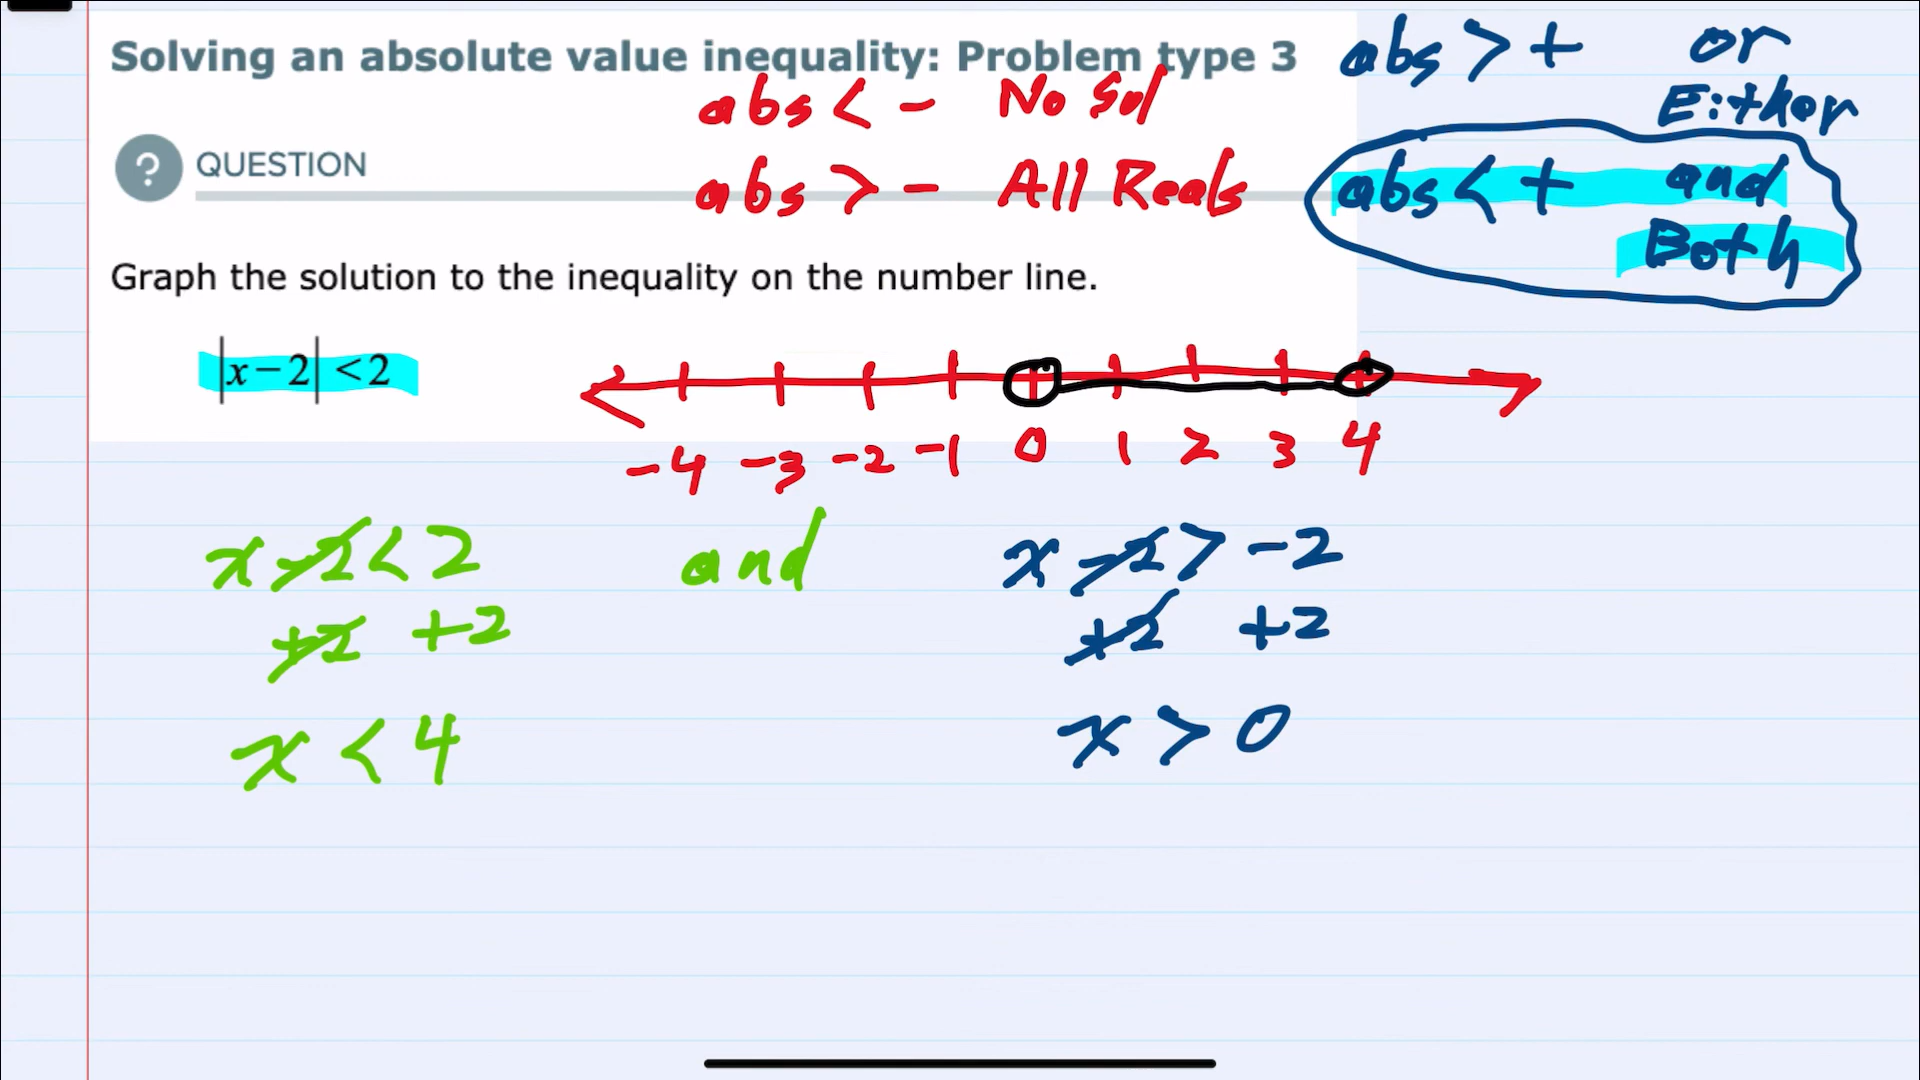 Solving an absolute value inequality: Problem type 3
abs > + or
Either
abs < - No Sol
abs > - All Reals
abs < + and
Both
? QUESTION
Graph the solution to the inequality on the number line.
|x-2| <2
-4 -3 -2 -1 0 1 2 3 4
x-2<2 and x-2>-2
+2 +2 +2 +2
x < 4 x > 0